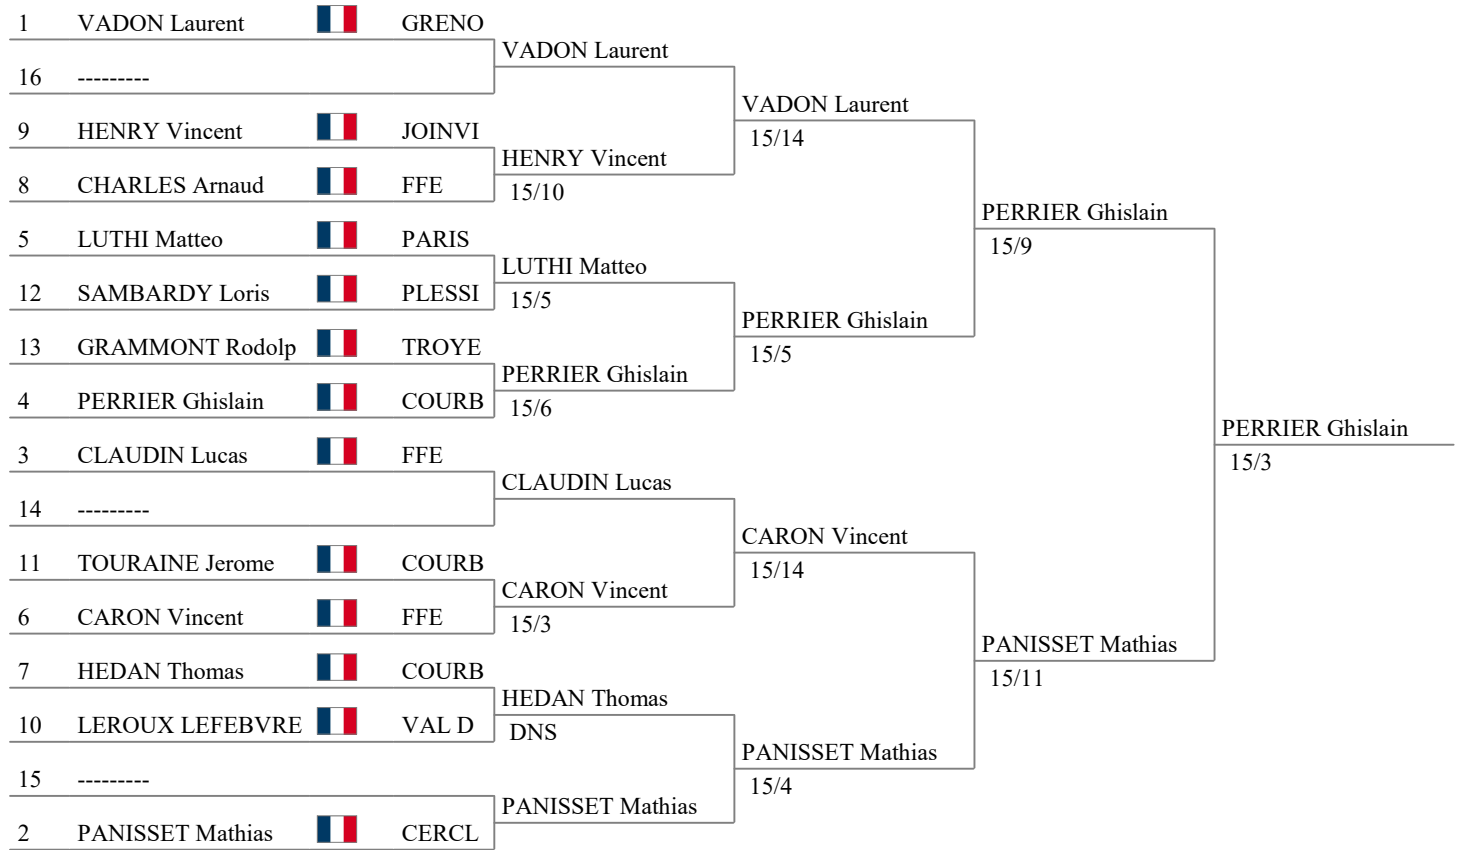 1 VADON Laurent GRENO
16 ---------
9 HENRY Vincent JOINVI
8 CHARLES Arnaud FFE
5 LUTHI Matteo PARIS
12 SAMBARDY Loris PLESSI
13 GRAMMONT Rodolp TROYE
4 PERRIER Ghislain COURB
3 CLAUDIN Lucas FFE
14 ---------
11 TOURAINE Jerome COURB
6 CARON Vincent FFE
7 HEDAN Thomas COURB
10 LEROUX LEFEBVRE VAL D
15 ---------
2 PANISSET Mathias CERCL
VADON Laurent
HENRY Vincent
15/10
LUTHI Matteo
15/5
PERRIER Ghislain
15/6
CLAUDIN Lucas
CARON Vincent
15/3
HEDAN Thomas
DNS
PANISSET Mathias
VADON Laurent
15/14
PERRIER Ghislain
15/5
CARON Vincent
15/14
PANISSET Mathias
15/4
PERRIER Ghislain
15/9
PANISSET Mathias
15/11
PERRIER Ghislain
15/3